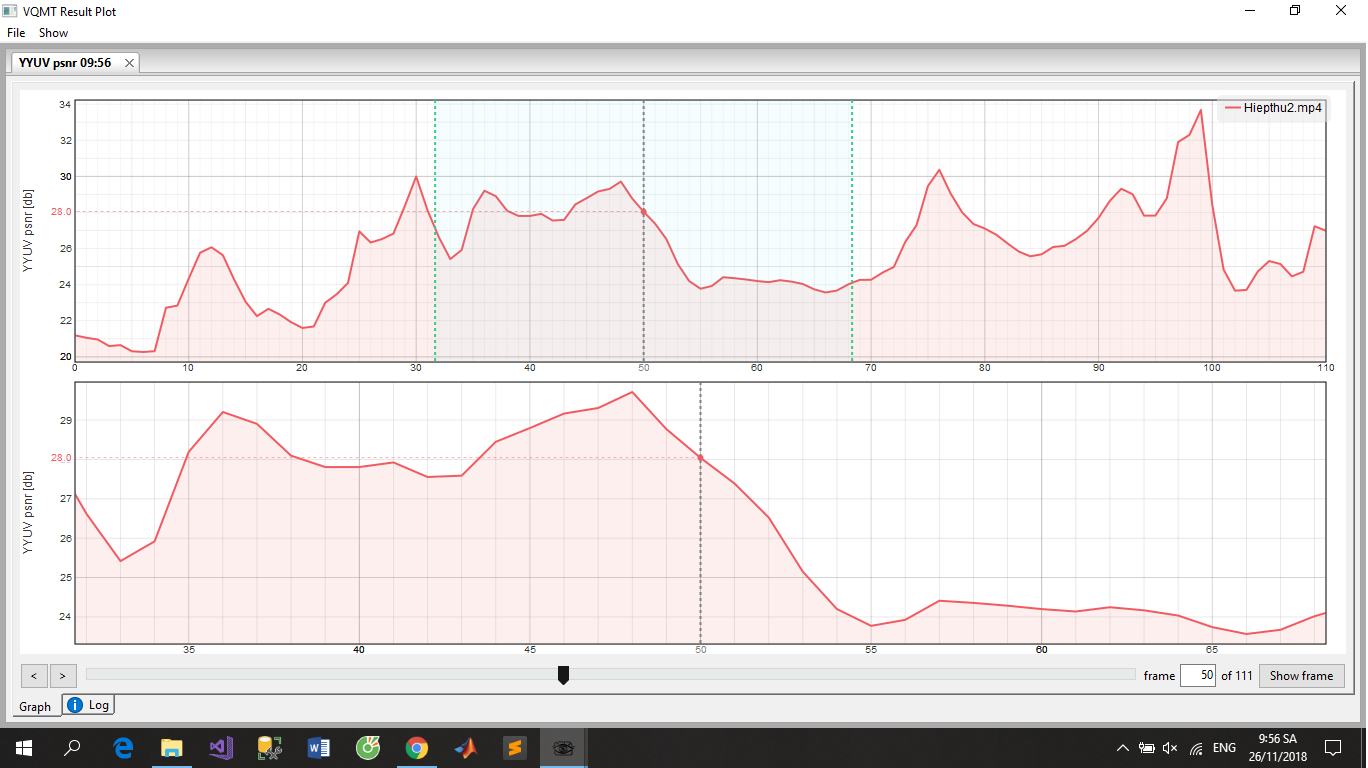 VQMT Result Plot
File Show
YYUV psnr 09:56
YYUV psnr [db]
34
32
30
28.0
26
24
22
20
0 10 20 30 40 50 60 70 80 90 100 110
Hiepthu2.mp4
YYUV psnr [db]
29
28.0
27
26
25
24
35 40 45 50 55 60 65
< > frame 50 of 111 Show frame
Graph Log
ENG
9:56 SA
26/11/2018